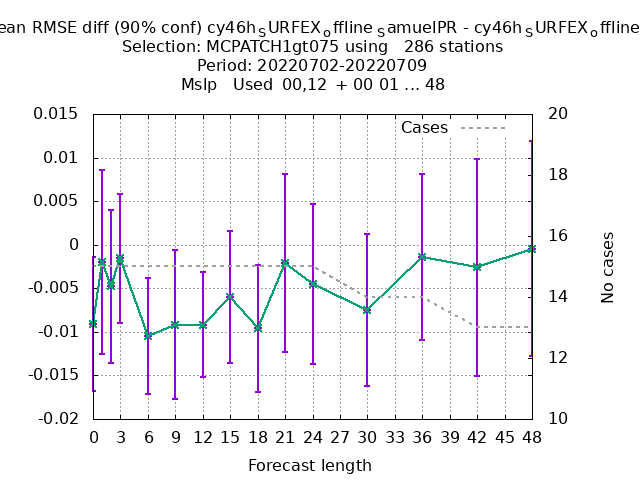 ean RMSE diff (90% conf) cy46h_SURFEX_offline_SamuelPR - cy46h_SURFEX_offline
Selection: MCPATCH1gt075 using 286 stations
Period: 20220702-20220709
Mslp Used 00,12 + 00 01 ... 48
0.015
0.01
0.005
0
-0.005
-0.01
-0.015
-0.02
20
18
16
14
12
10
Cases
No cases
0 3 6 9 12 15 18 21 24 27 30 33 36 39 42 45 48
Forecast length